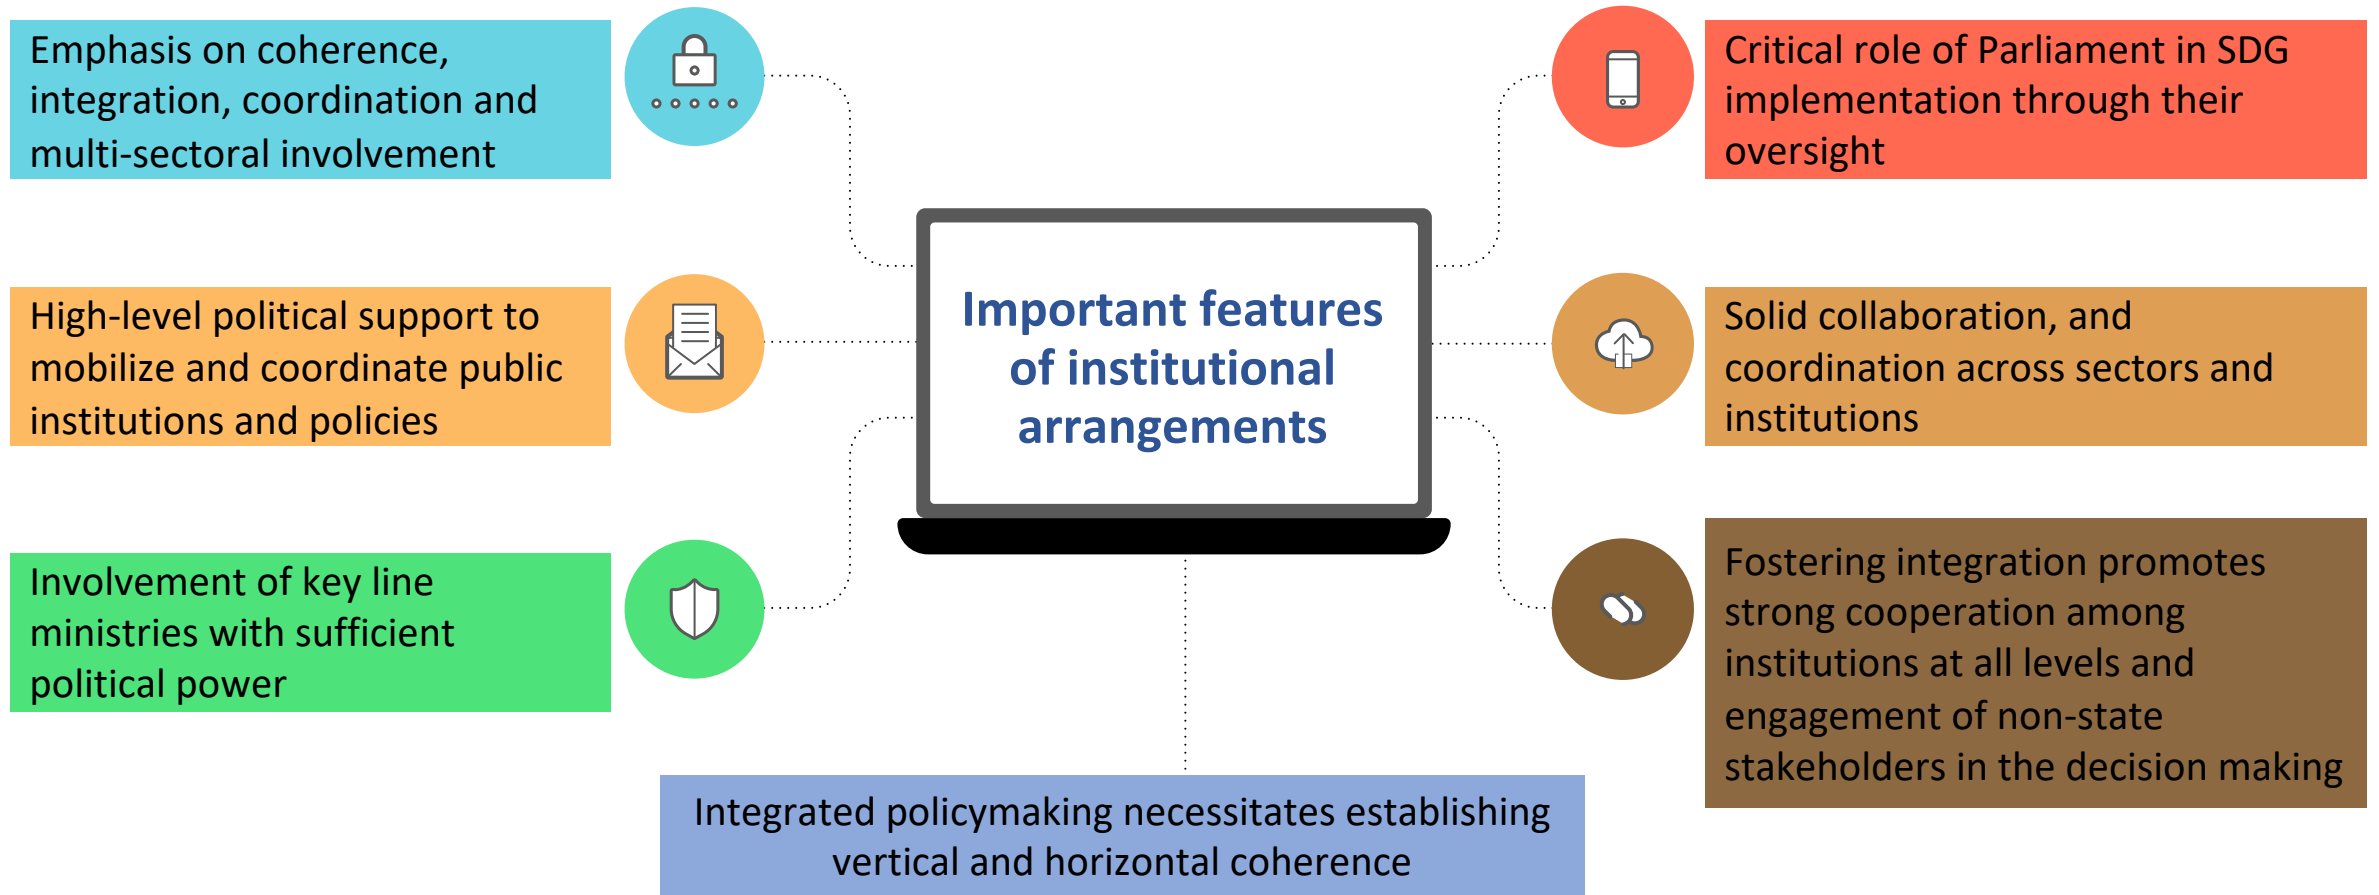 Emphasis on coherence,
integration, coordination and
multi-sectoral involvement
High-level political support to
mobilize and coordinate public
institutions and policies
Involvement of key line
ministries with sufficient
political power
Important features
of institutional
arrangements
Critical role of Parliament in SDG
implementation through their
oversight
Solid collaboration, and
coordination across sectors and
institutions
Fostering integration promotes
strong cooperation among
institutions at all levels and
engagement of non-state
stakeholders in the decision making
Integrated policymaking necessitates establishing
vertical and horizontal coherence